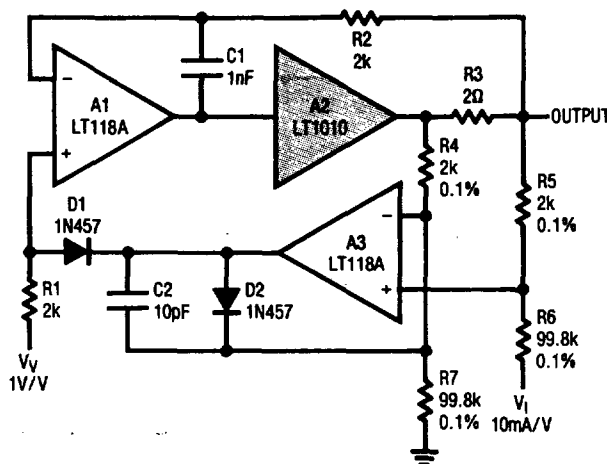 R2
2k
C1
1nF
A1
LT118A
A2
LT1010
R3
2Ω
OUTPUT
R4
2k
0.1%
R5
2k
0.1%
D1
1N457
A3
LT118A
R1
2k
C2
10pF
D2
1N457
R6
99.8k
0.1%
VV
1V/V
R7
99.8k
0.1%
VI
10mA/V